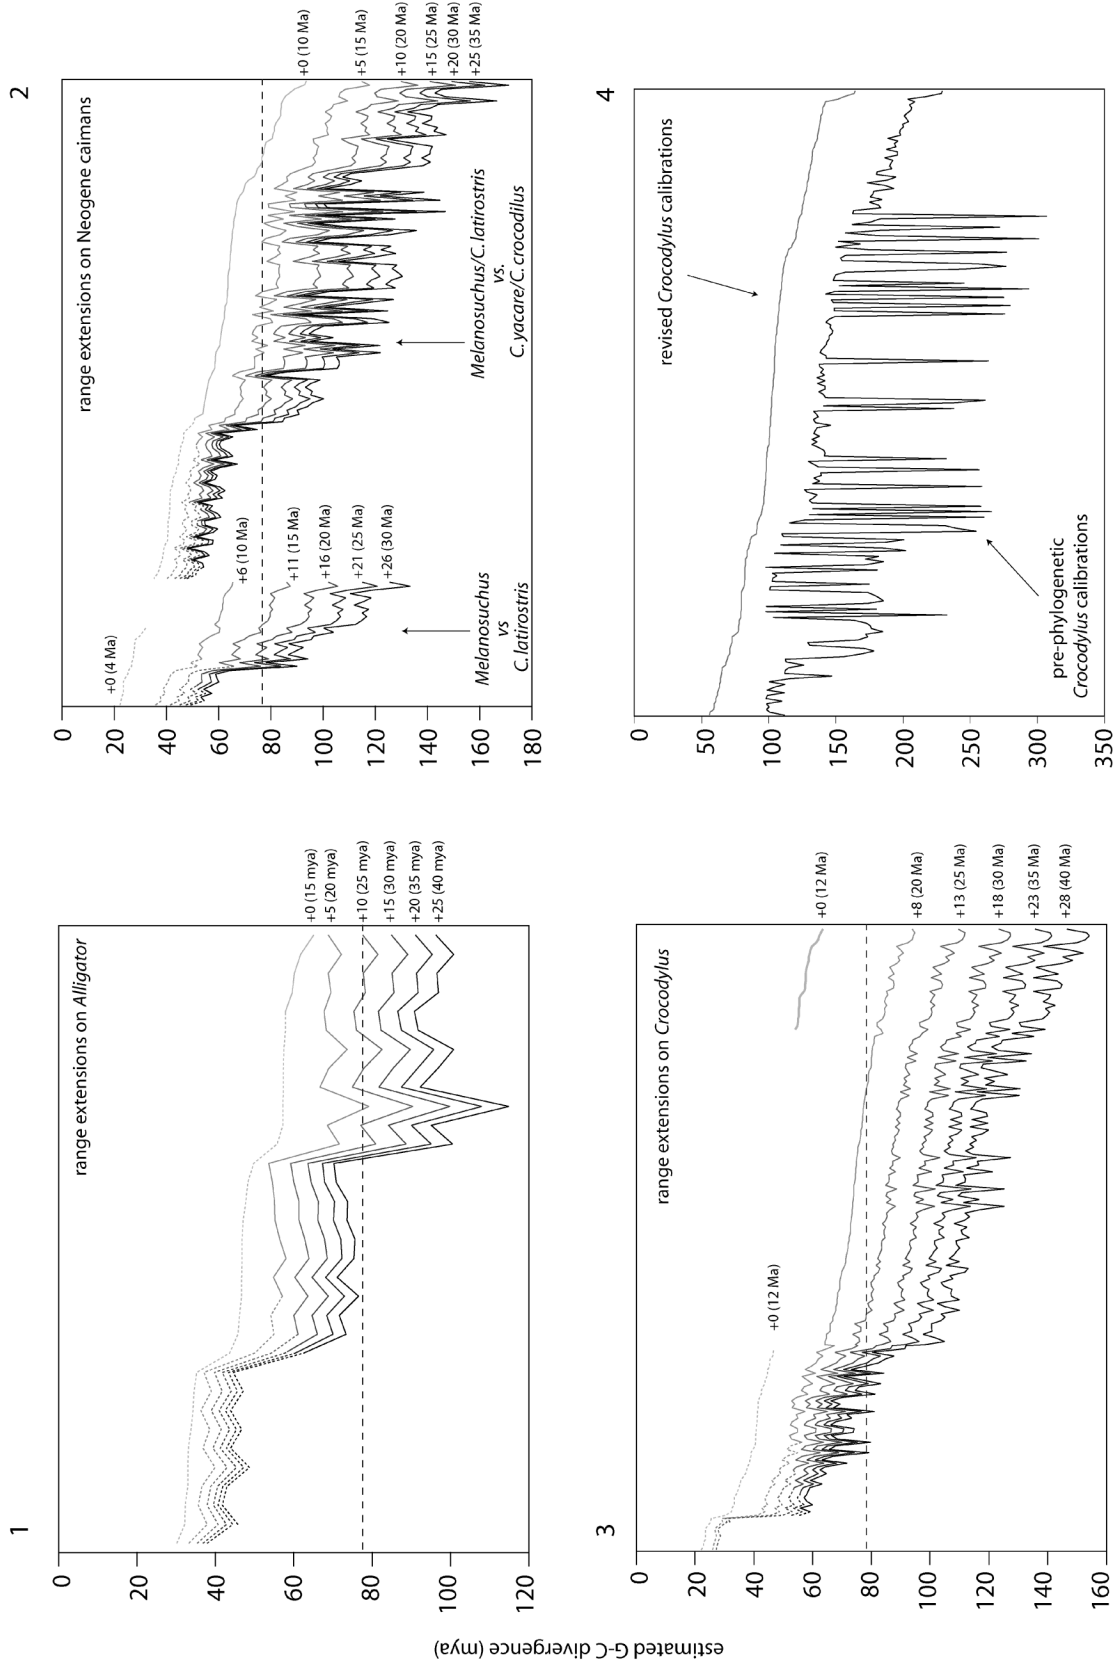 1
range extensions on Alligator
+0 (15 mya)
+5 (20 mya)
+10 (25 mya)
+15 (30 mya)
+20 (35 mya)
+25 (40 mya)
0
20
40
60
80
100
120
2
range extensions on Neogene caimans
+0 (10 Ma)
+5 (15 Ma)
+10 (20 Ma)
+15 (25 Ma)
+20 (30 Ma)
+25 (35 Ma)
+0 (4 Ma)
+6 (10 Ma)
+11 (15 Ma)
+16 (20 Ma)
+21 (25 Ma)
+26 (30 Ma)
Melanosuchus
vs
C.latirostris
Melanosuchus/C.latirostris
vs.
C.yacare/C.crocodilus
0
20
40
60
80
100
120
140
160
180
3
range extensions on Crocodylus
+0 (12 Ma)
+0 (12 Ma)
+8 (20 Ma)
+13 (25 Ma)
+18 (30 Ma)
+23 (35 Ma)
+28 (40 Ma)
0
20
40
60
80
100
120
140
160
4
revised Crocodylus calibrations
pre-phylogenetic
Crocodylus calibrations
0
50
100
150
200
250
300
350
estimated G-C divergence (mya)